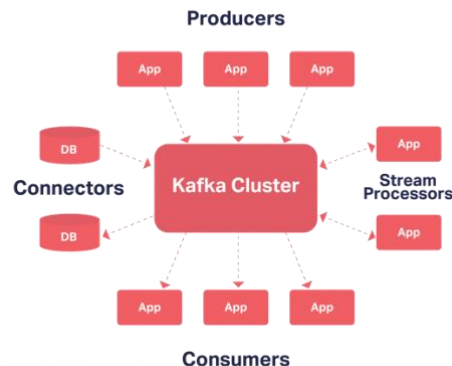 Producers
App
App
App
DB
App
Connectors
Kafka Cluster
Stream
Processors
DB
App
App
App
App
Consumers